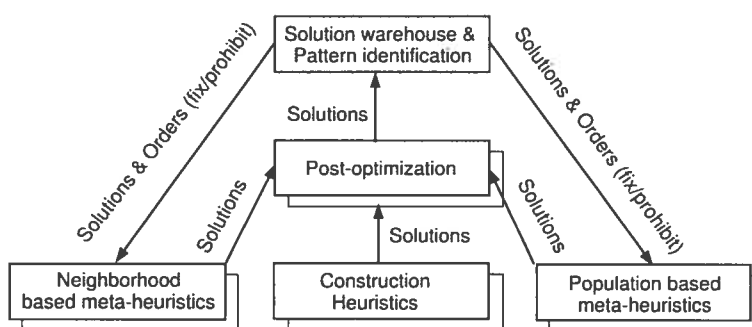 Solution warehouse &
Pattern identification
Solutions & Orders (fix/prohibit)
Solutions & Orders (fix/prohibit)
Solutions
Post-optimization
Solutions
Solutions
Solutions
Neighborhood
based meta-heuristics
Construction
Heuristics
Population based
meta-heuristics